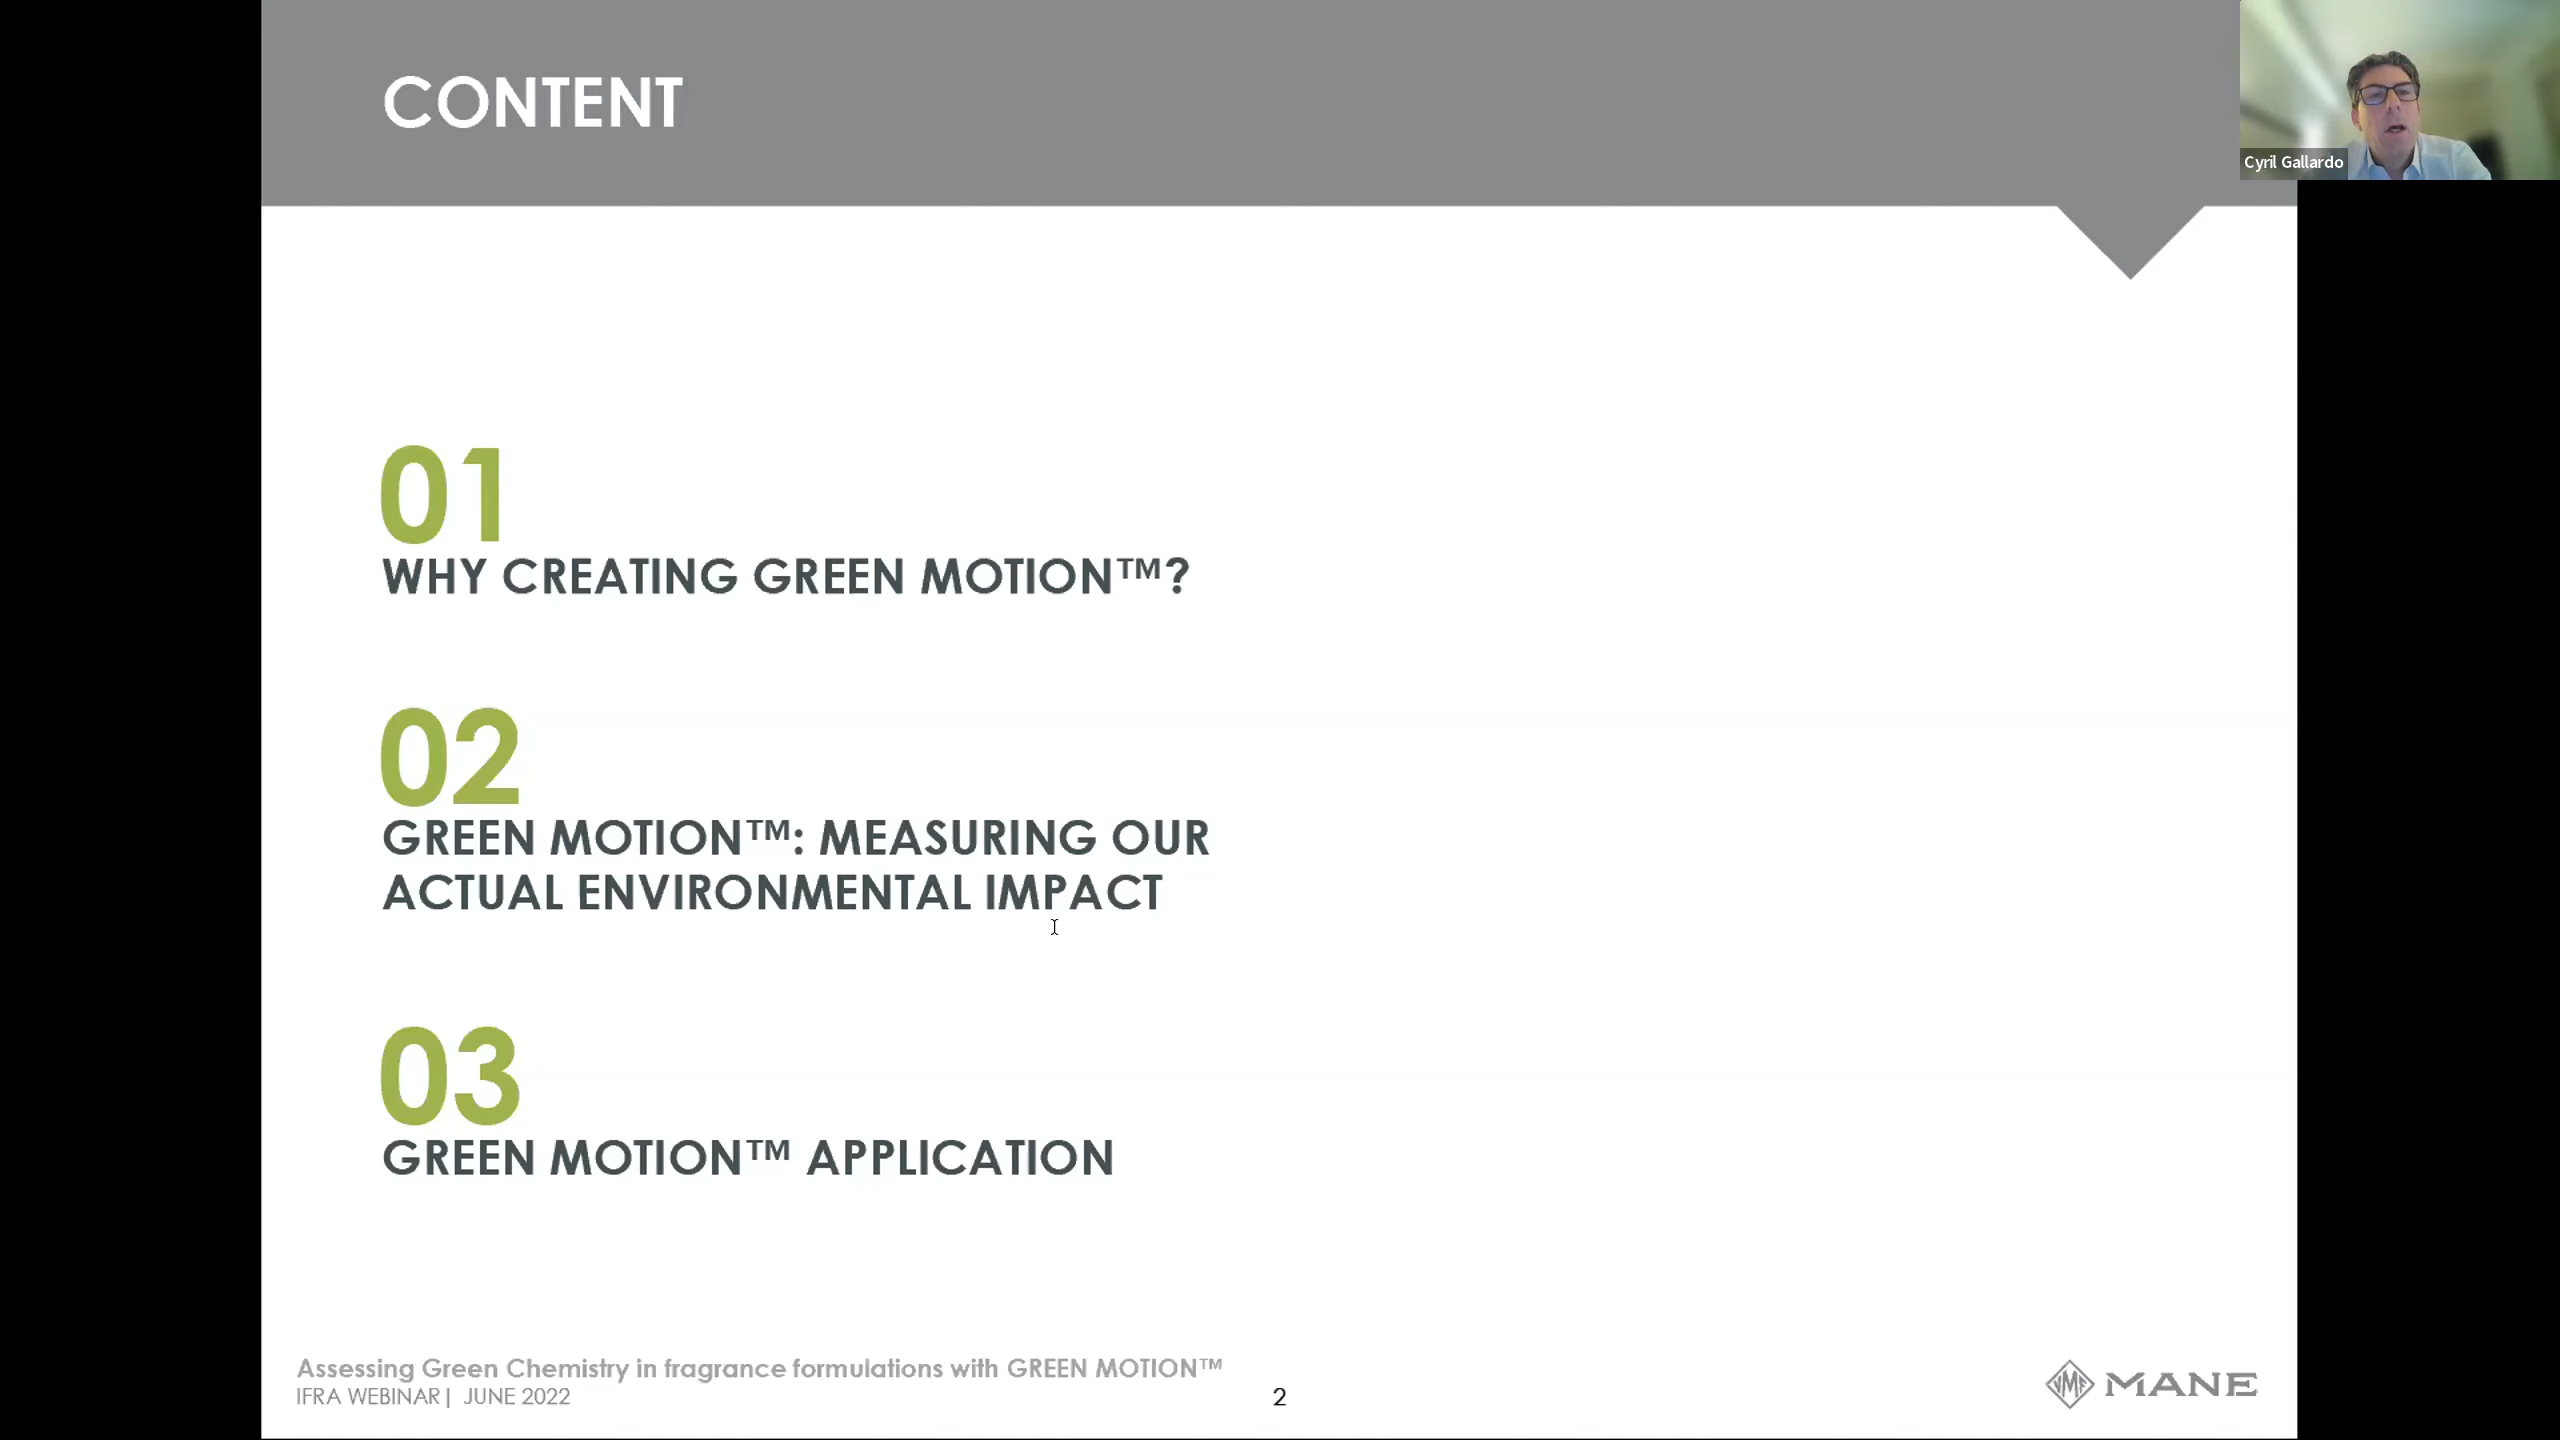 CONTENT
Cyril Gallardo
01
WHY CREATING GREEN MOTION™?
02
GREEN MOTION™: MEASURING OUR
ACTUAL ENVIRONMENTAL IMPACT
03
GREEN MOTION™ APPLICATION
Assessing Green Chemistry in fragrance formulations with GREEN MOTION™
IFRA WEBINAR| JUNE 2022
2
VMF MANE